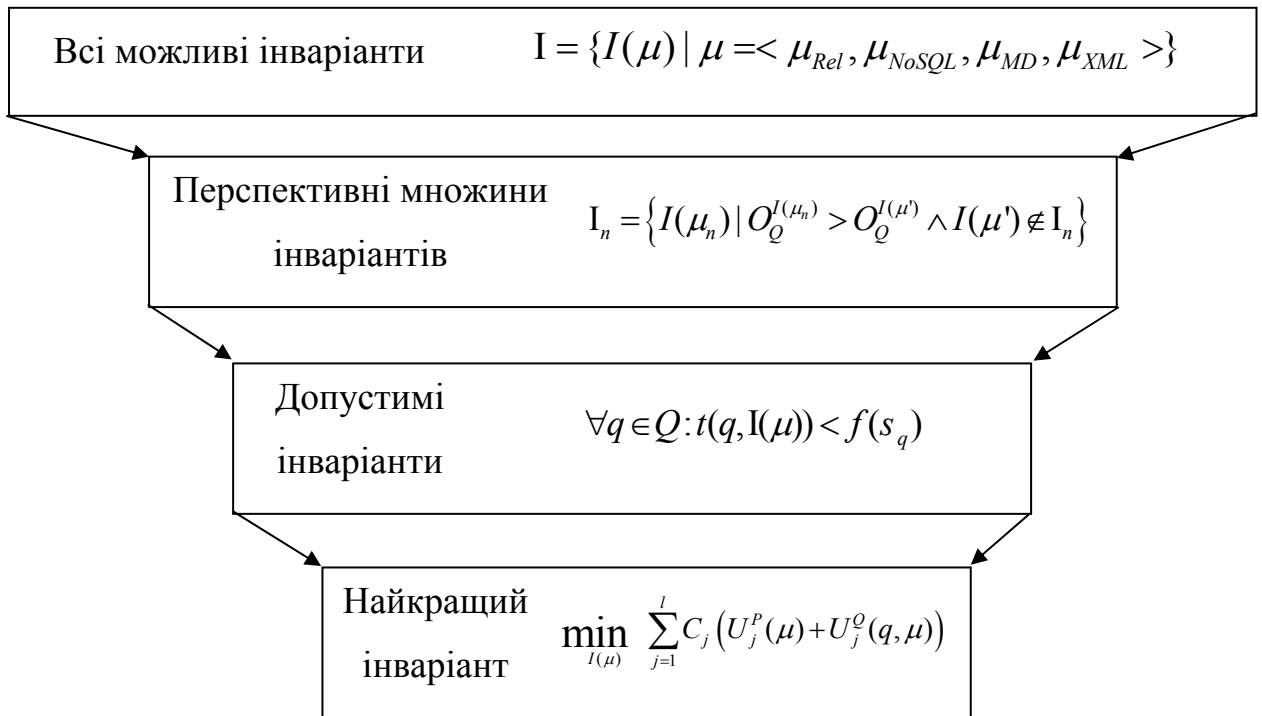 Всі можливі інваріанти I = {I(μ) | μ =< μ_Rel, μ_NoSQL, μ_MD, μ_XML >}
Перспективні множини
інваріантів
I_n = {I(μ_n) | O_Q^{I(μ_n)} > O_Q^{I(μ')} ∧ I(μ') ∉ I_n}
Допустимі
інваріанти
∀q ∈ Q: t(q, I(μ)) < f(s_q)
Найкращий
інваріант
min_{I(μ)} ∑_{j=1}^{l} C_j (U_j^P(μ) + U_j^Q(q, μ))